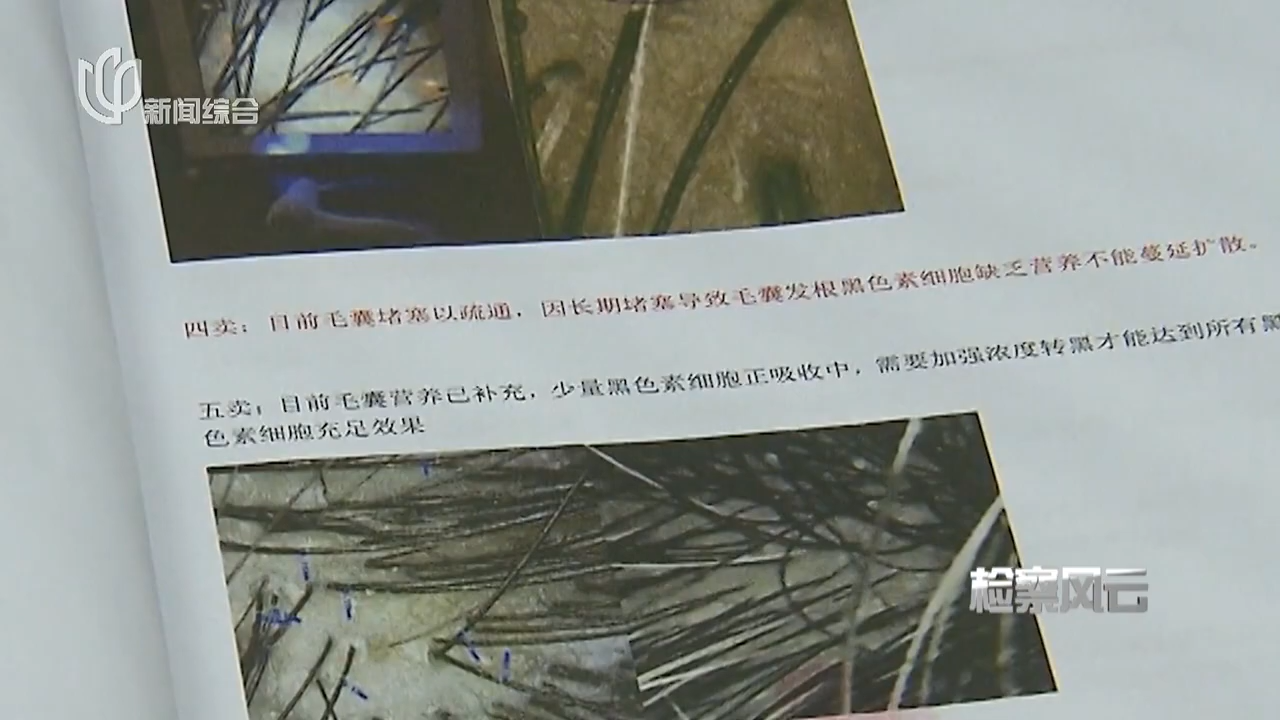 新闻综合
四卖：目前毛囊堵塞以疏通，因长期堵塞导致毛囊发根黑色素细胞缺乏营养不能蔓延扩散。
五卖：目前毛囊营养已补充，少量黑色素细胞正吸收中，需要加强浓度转黑才能达到所有黑
色素细胞充足效果
检察风云